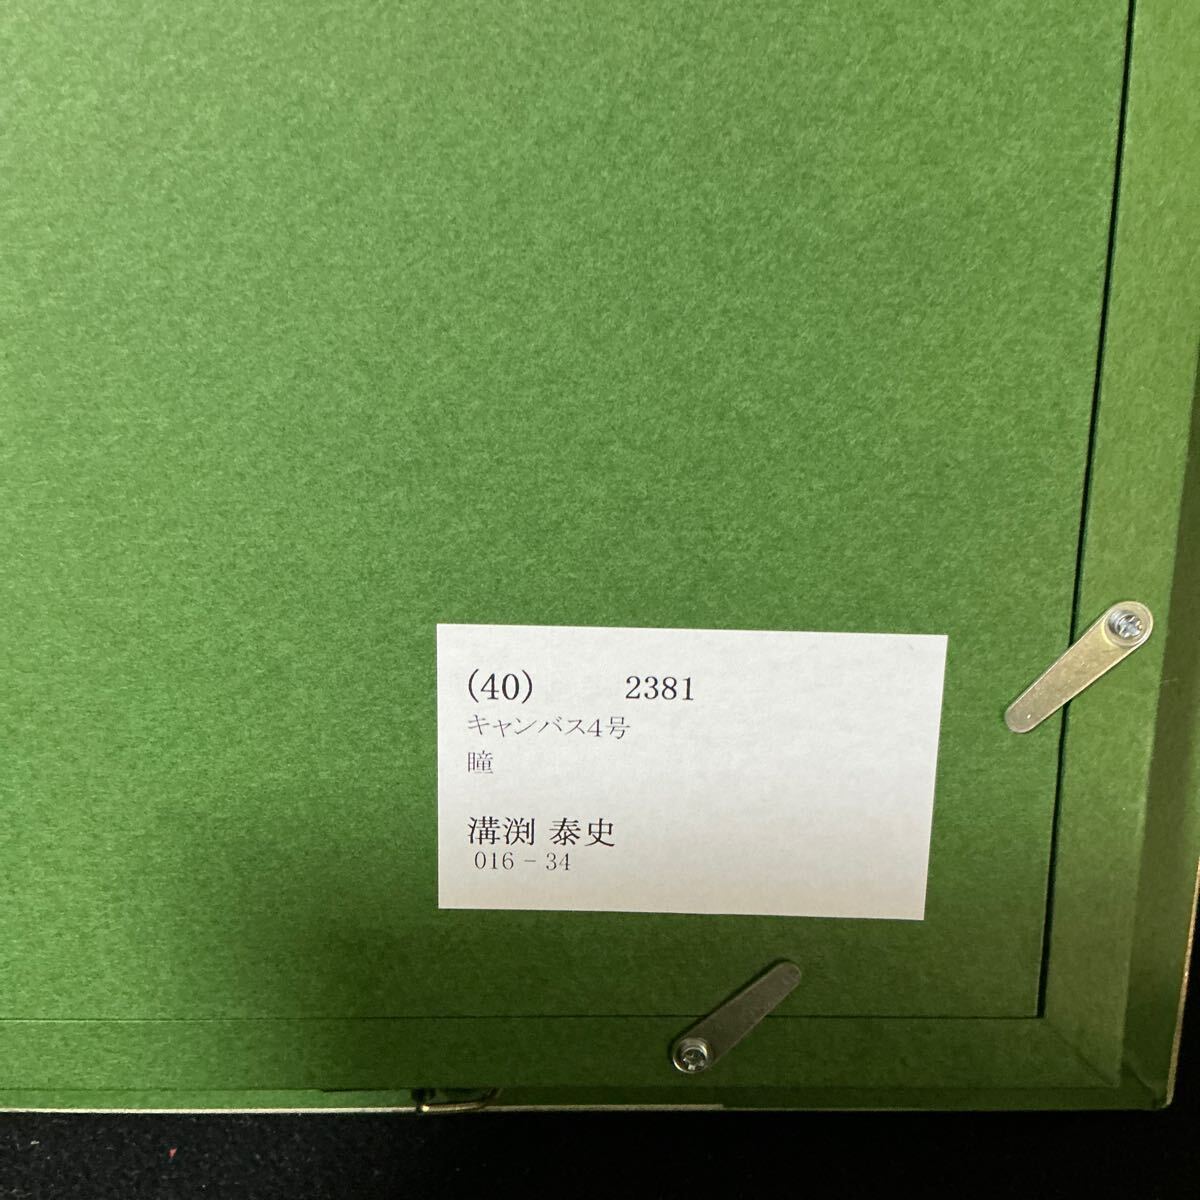 (40) 2381
キャンバス4号
瞳
溝渕 泰史
016-34